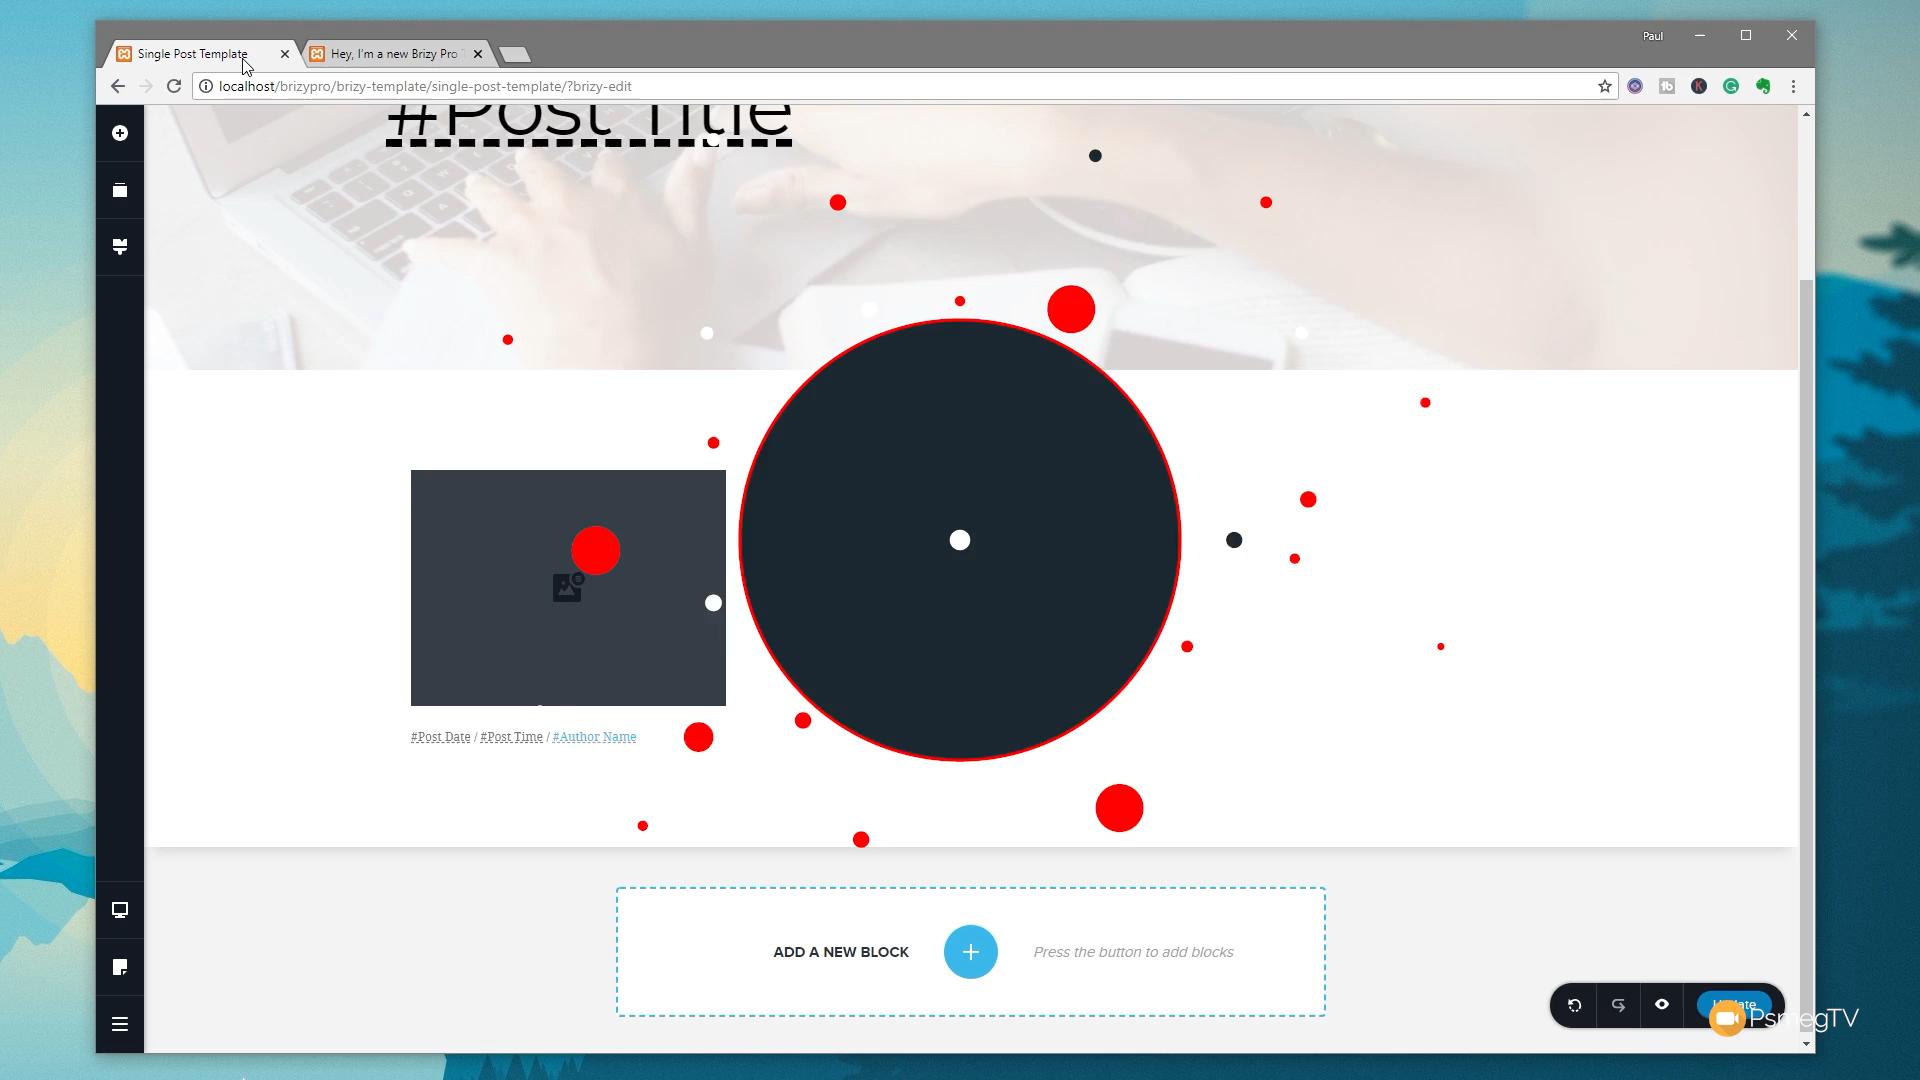 Paul
Single Post Template
Hey, I'm a new Brizy Pro
localhost/brizypro/brizy-template/single-post-template/?brizy-edit
#Post Title
#Post Date / #Post Time / #Author Name
ADD A NEW BLOCK
Press the button to add blocks
PsmegTV